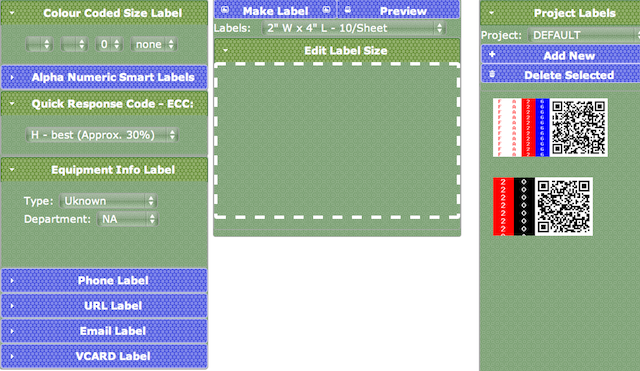 Colour Coded Size Label
0 none
Alpha Numeric Smart Labels
Quick Response Code - ECC:
H - best (Approx. 30%)
Equipment Info Label
Type: Uknown
Department: NA
Phone Label
URL Label
Email Label
VCARD Label
Make Label Preview
Labels: 2" W x 4" L - 10/Sheet
Edit Label Size
Project Labels
Project: DEFAULT
Add New
Delete Selected